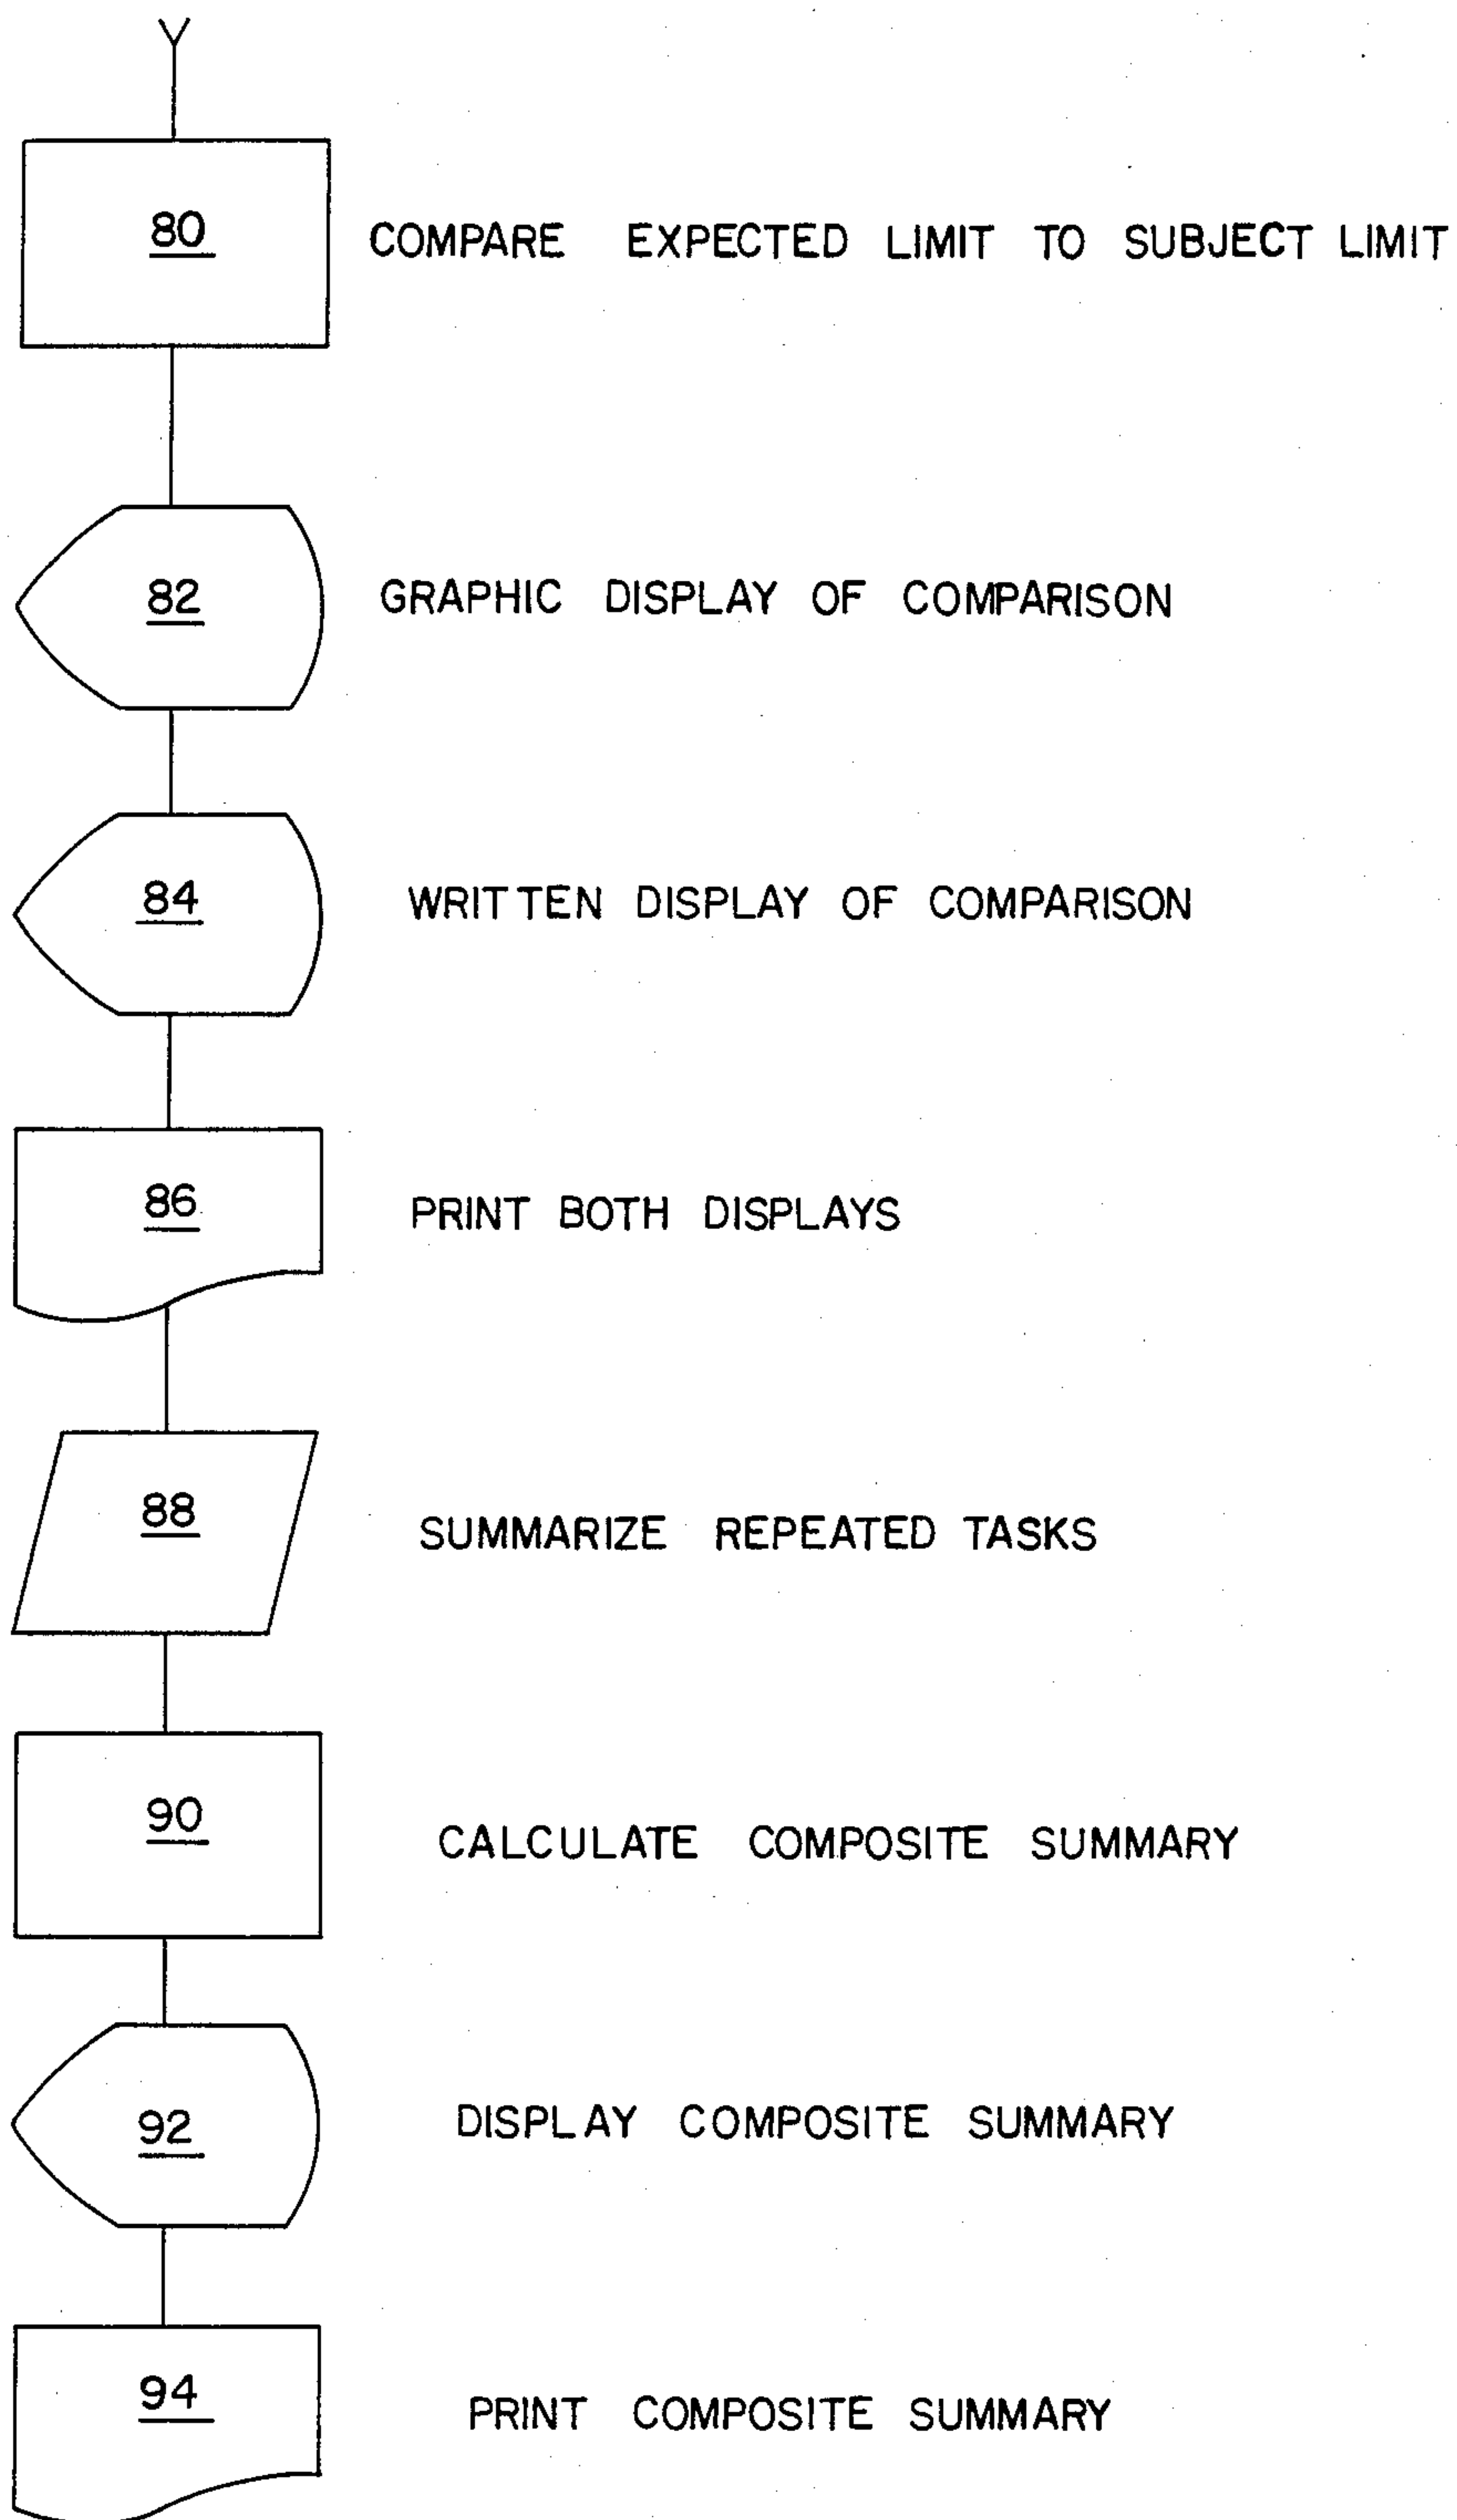 80 COMPARE EXPECTED LIMIT TO SUBJECT LIMIT
82 GRAPHIC DISPLAY OF COMPARISON
84 WRITTEN DISPLAY OF COMPARISON
86 PRINT BOTH DISPLAYS
88 SUMMARIZE REPEATED TASKS
90 CALCULATE COMPOSITE SUMMARY
92 DISPLAY COMPOSITE SUMMARY
94 PRINT COMPOSITE SUMMARY